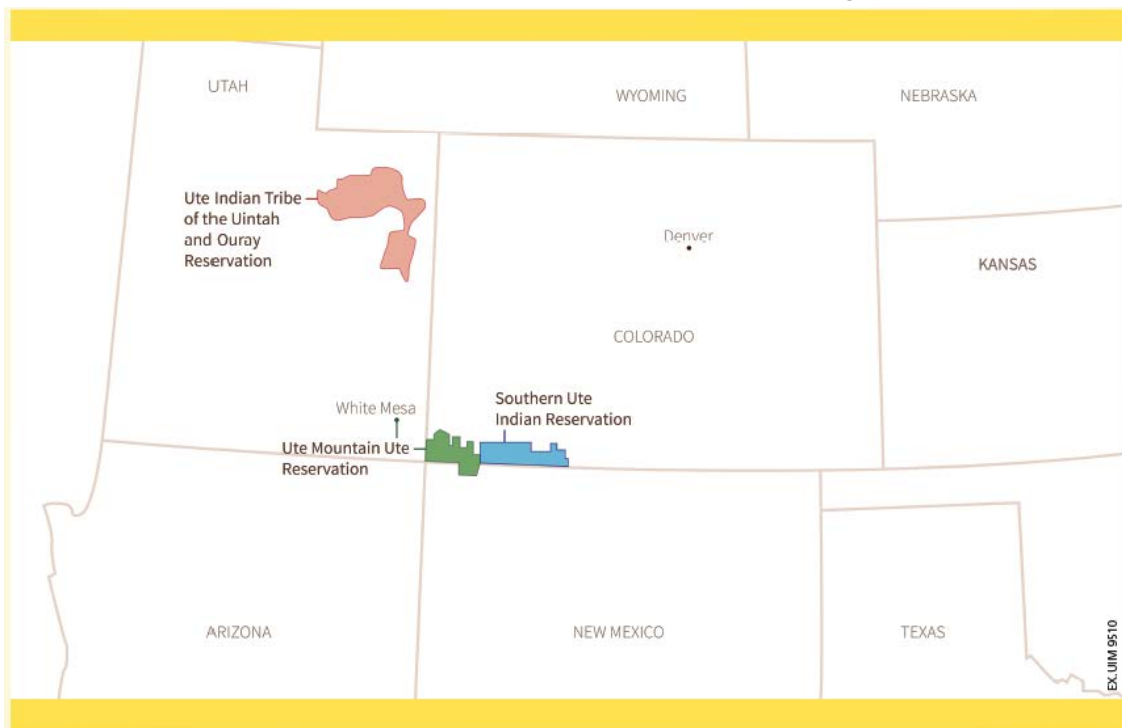 UTAH
WYOMING
NEBRASKA
Ute Indian Tribe
of the Uintah
and Ouray
Reservation
Denver
KANSAS
COLORADO
White Mesa
Southern Ute
Indian Reservation
Ute Mountain Ute
Reservation
ARIZONA
NEW MEXICO
TEXAS
EX.UIM 9510